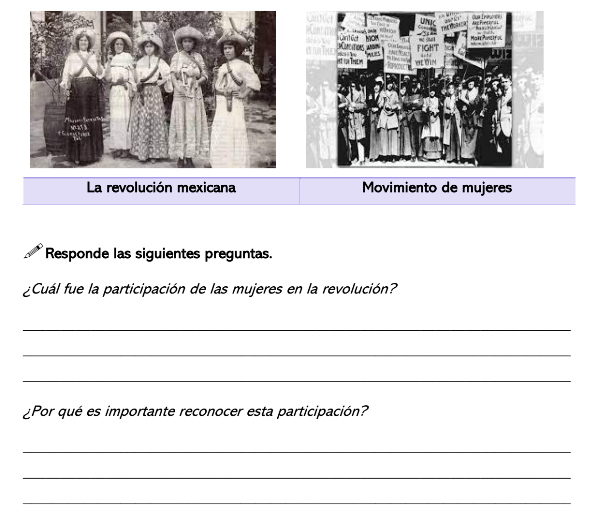 FIGHT
La revolución mexicana
Movimiento de mujeres
Responde las siguientes preguntas.
¿Cuál fue la participación de las mujeres en la revolución?
¿Por qué es importante reconocer esta participación?